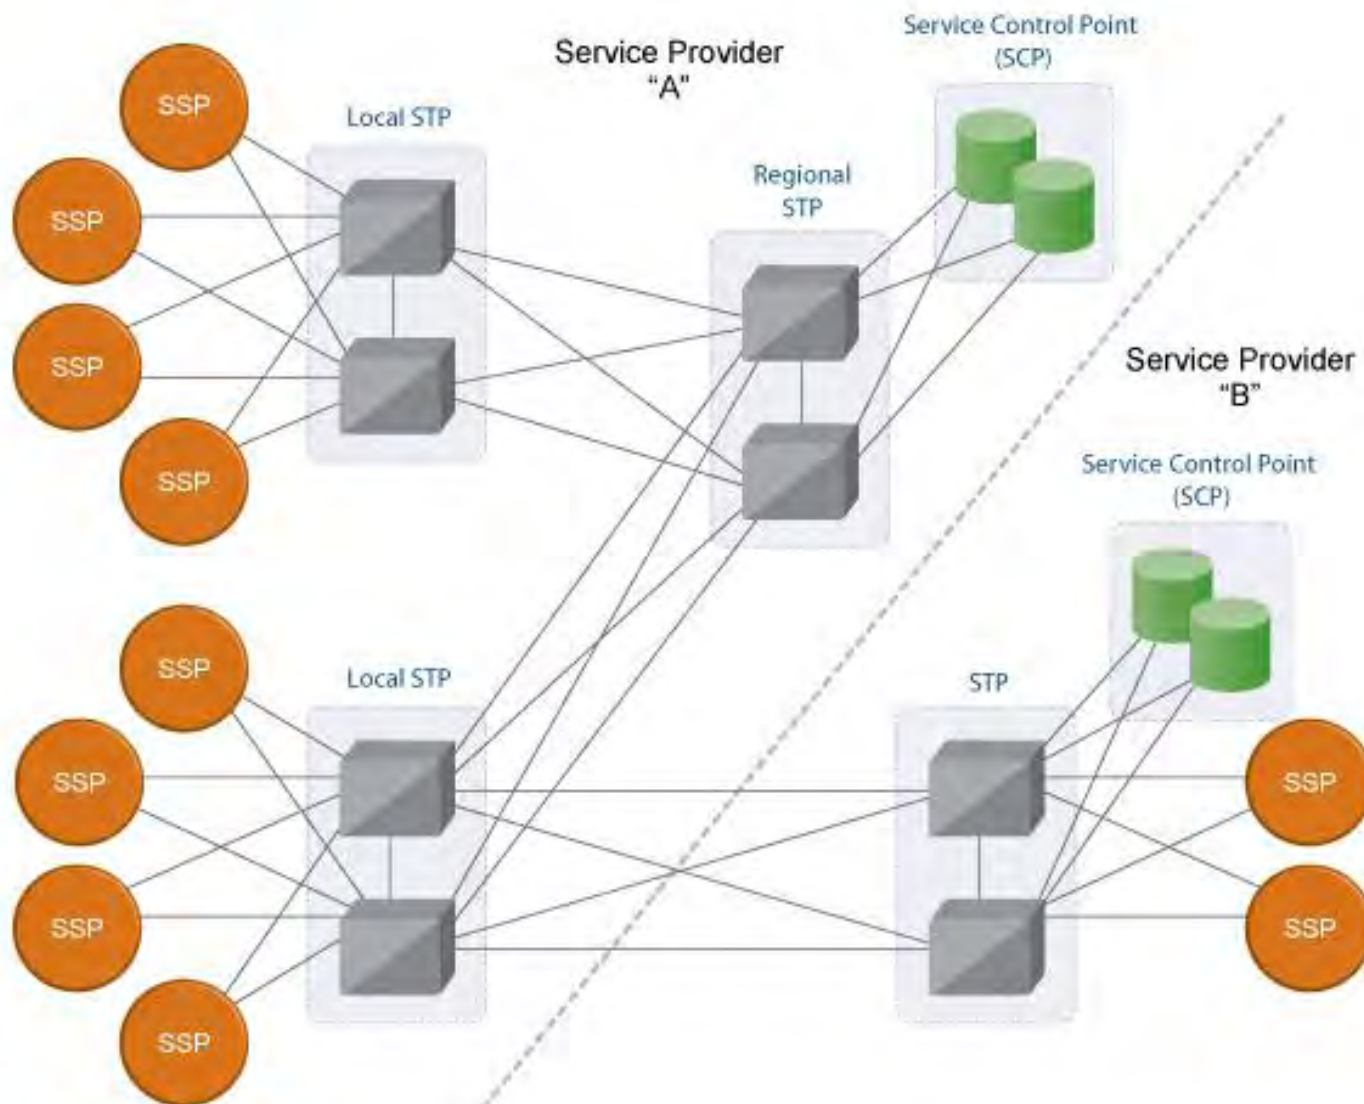 Service Control Point
(SCP)
Service Provider
"A"
SSP
Local STP
Regional
STP
SSP
SSP
SSP
Service Provider
"B"
Service Control Point
(SCP)
SSP
Local STP
STP
SSP
SSP
SSP
SSP
SSP